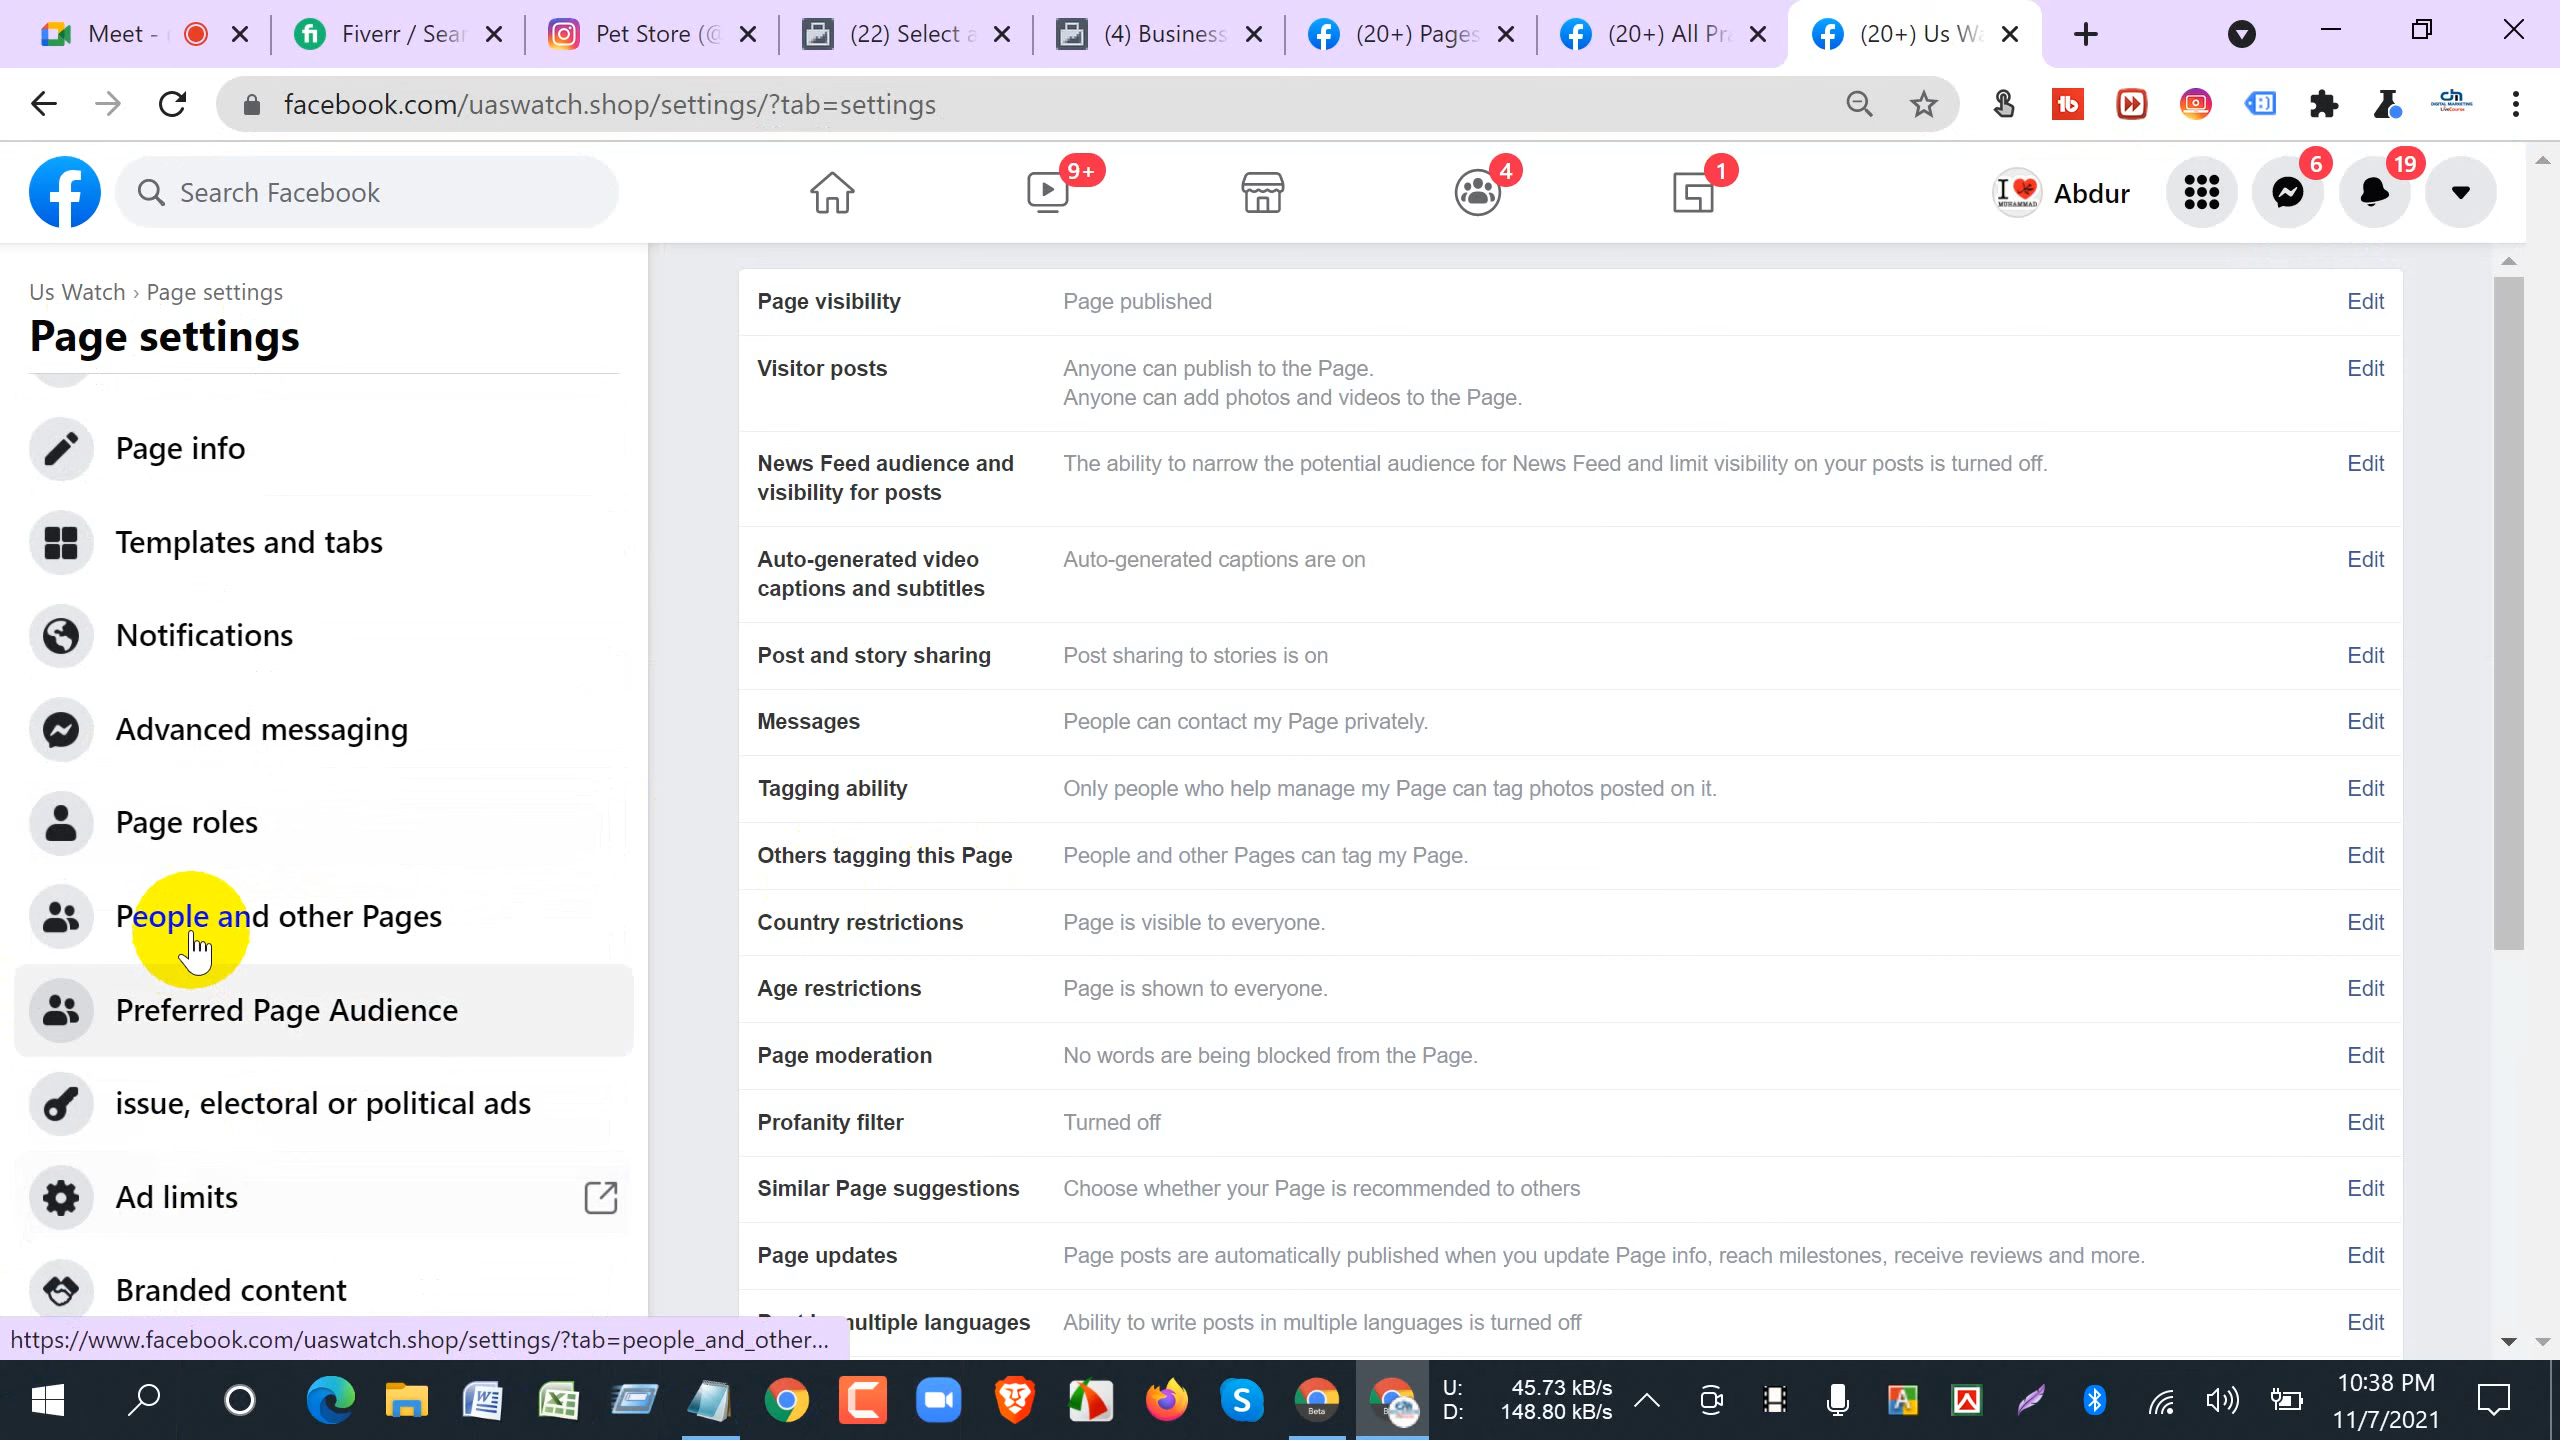 Meet -
Fiverr / Sear
Pet Store (@
(22) Select a
(4) Business
(20+) Pages
(20+) All Pr
(20+) Us Wa
facebook.com/uaswatch.shop/settings/?tab=settings
Search Facebook
9+
4
1
Abdur
6
19
Us Watch › Page settings
Page settings
Page info
Templates and tabs
Notifications
Advanced messaging
Page roles
People and other Pages
Preferred Page Audience
issue, electoral or political ads
Ad limits
Branded content
https://www.facebook.com/uaswatch.shop/settings/?tab=people_and_other...
Page visibility Page published Edit
Visitor posts Anyone can publish to the Page. Edit
Anyone can add photos and videos to the Page.
News Feed audience and The ability to narrow the potential audience for News Feed and limit visibility on your posts is turned off. Edit
visibility for posts
Auto-generated video Auto-generated captions are on Edit
captions and subtitles
Post and story sharing Post sharing to stories is on Edit
Messages People can contact my Page privately. Edit
Tagging ability Only people who help manage my Page can tag photos posted on it. Edit
Others tagging this Page People and other Pages can tag my Page. Edit
Country restrictions Page is visible to everyone. Edit
Age restrictions Page is shown to everyone. Edit
Page moderation No words are being blocked from the Page. Edit
Profanity filter Turned off Edit
Similar Page suggestions Choose whether your Page is recommended to others Edit
Page updates Page posts are automatically published when you update Page info, reach milestones, receive reviews and more. Edit
multiple languages Ability to write posts in multiple languages is turned off Edit
U: 45.73 kB/s
D: 148.80 kB/s
10:38 PM
11/7/2021